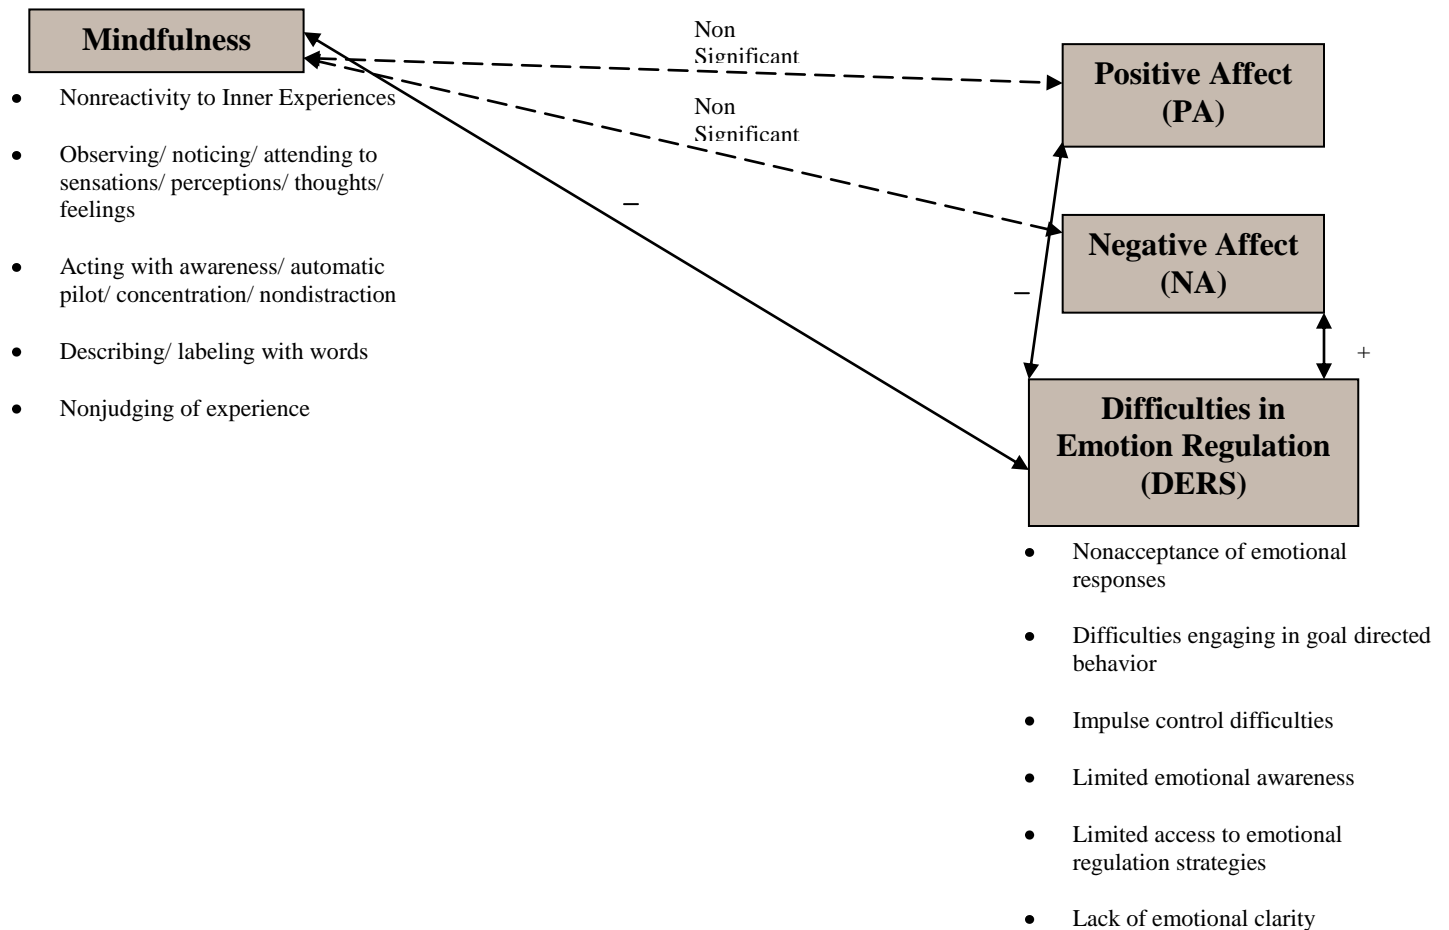 Mindfulness
• Nonreactivity to Inner Experiences
• Observing/ noticing/ attending to
sensations/ perceptions/ thoughts/
feelings
• Acting with awareness/ automatic
pilot/ concentration/ nondistraction
• Describing/ labeling with words
• Nonjudging of experience
Non
Significant
Non
Significant
–
Positive Affect
(PA)
Negative Affect
(NA)
–
+
Difficulties in
Emotion Regulation
(DERS)
• Nonacceptance of emotional
responses
• Difficulties engaging in goal directed
behavior
• Impulse control difficulties
• Limited emotional awareness
• Limited access to emotional
regulation strategies
• Lack of emotional clarity